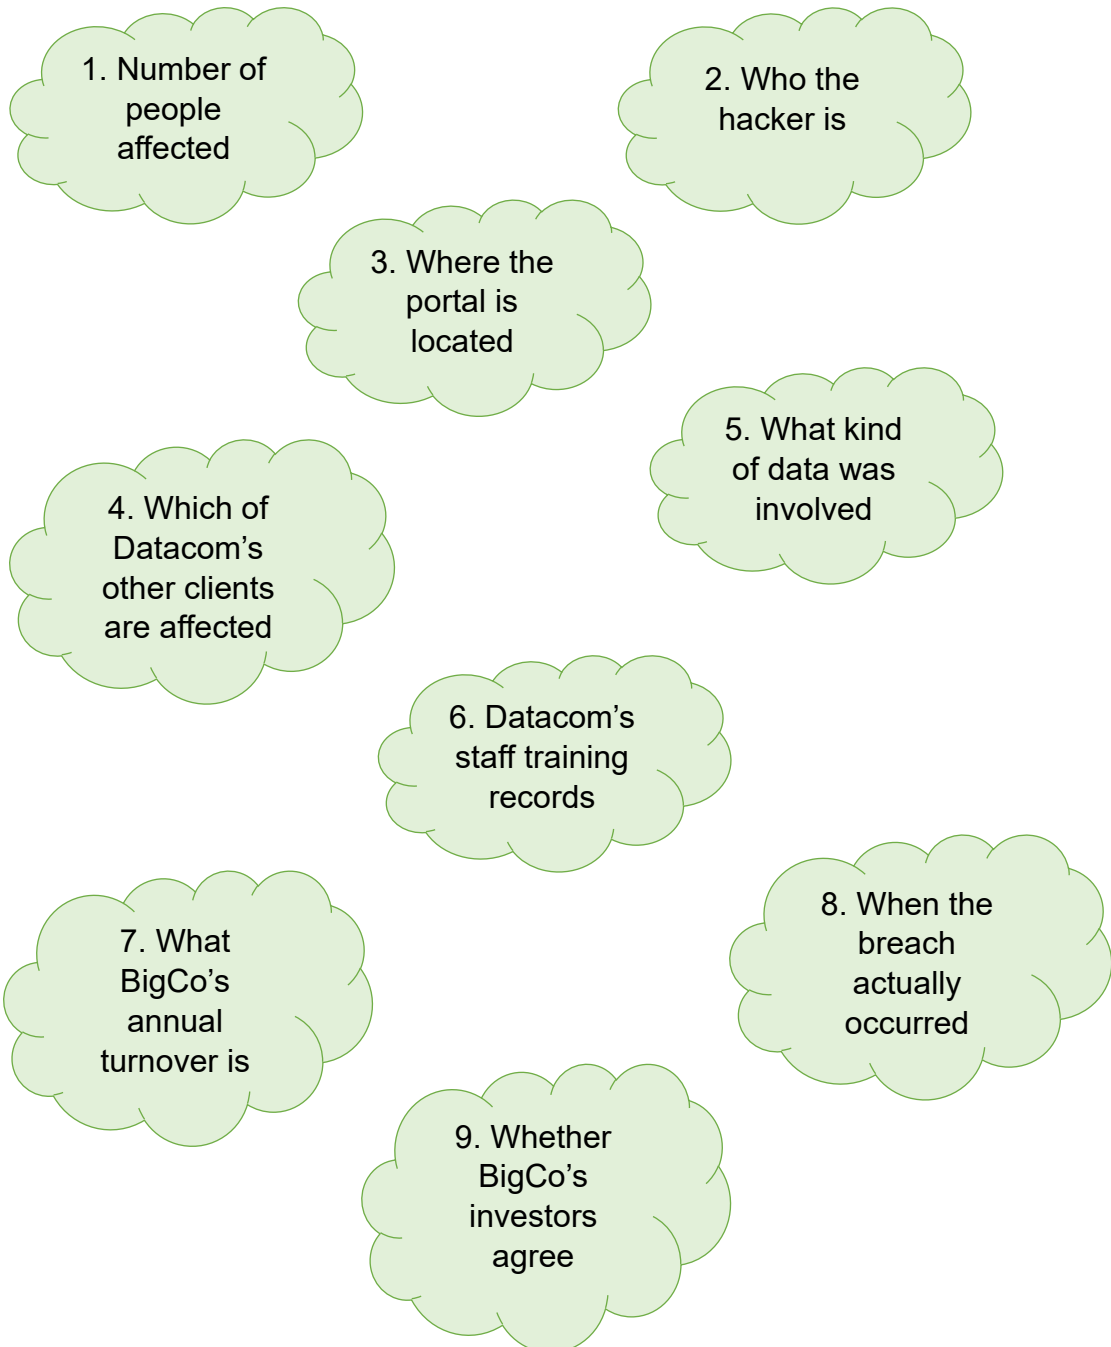 1. Number of
people
affected
2. Who the
hacker is
3. Where the
portal is
located
4. Which of
Datacom’s
other clients
are affected
5. What kind
of data was
involved
6. Datacom’s
staff training
records
7. What
BigCo’s
annual
turnover is
8. When the
breach
actually
occurred
9. Whether
BigCo’s
investors
agree